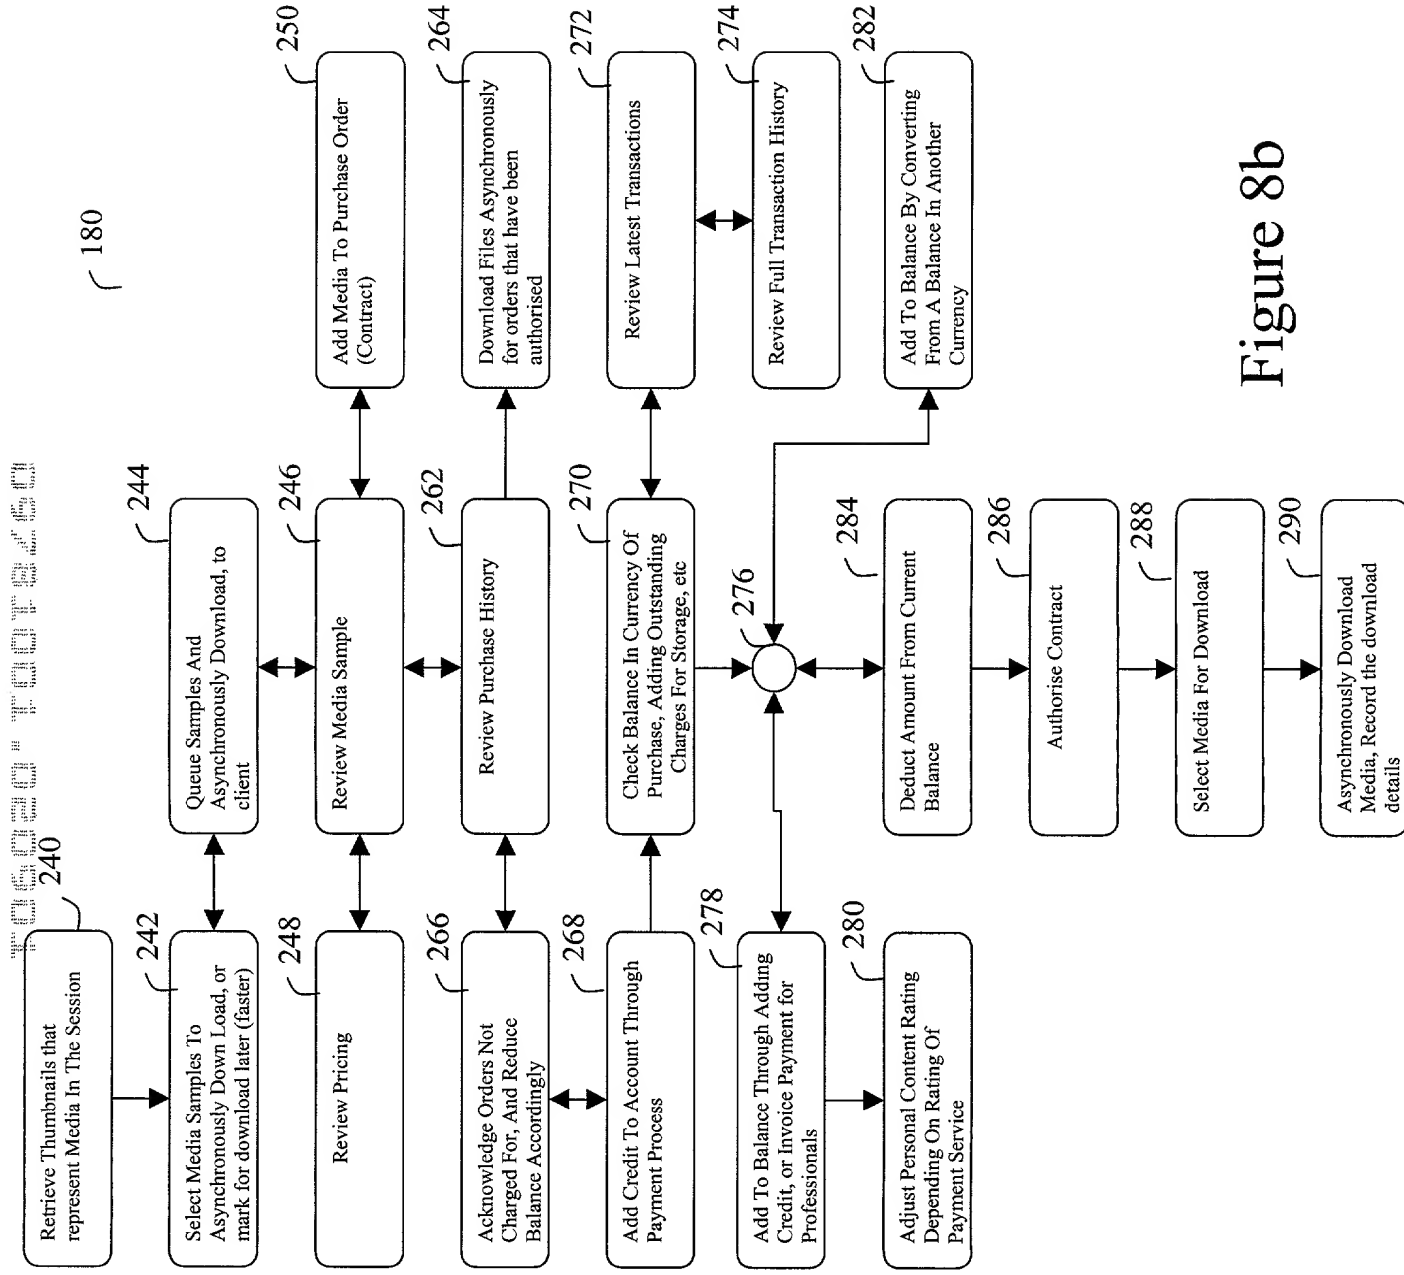 180
240
Retrieve Thumbnails that
represent Media In The Session
242
Select Media Samples To
Asynchronously Down Load, or
mark for download later (faster)
244
Queue Samples And
Asynchronously Download, to
client
246
Review Media Sample
248
Review Pricing
250
Add Media To Purchase Order
(Contract)
262
Review Purchase History
264
Download Files Asynchronously
for orders that have been
authorised
266
Acknowledge Orders Not
Charged For, And Reduce
Balance Accordingly
268
Add Credit To Account Through
Payment Process
270
Check Balance In Currency Of
Purchase, Adding Outstanding
Charges For Storage, etc
272
Review Latest Transactions
274
Review Full Transaction History
276
278
Add To Balance Through Adding
Credit, or Invoice Payment for
Professionals
280
Adjust Personal Content Rating
Depending On Rating Of
Payment Service
282
Add To Balance By Converting
From A Balance In Another
Currency
284
Deduct Amount From Current
Balance
286
Authorise Contract
288
Select Media For Download
290
Asynchronously Download
Media, Record the download
details
Figure 8b